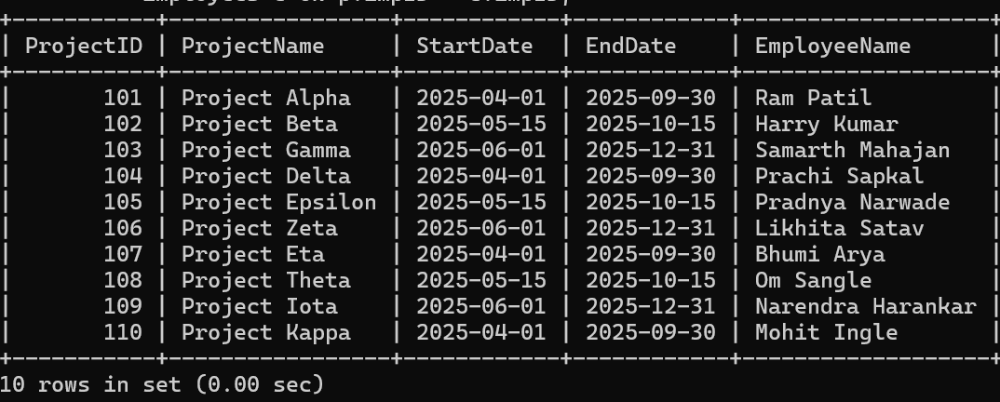 | ProjectID | ProjectName | StartDate | EndDate | EmployeeName |
| 101 | Project Alpha | 2025-04-01 | 2025-09-30 | Ram Patil |
| 102 | Project Beta | 2025-05-15 | 2025-10-15 | Harry Kumar |
| 103 | Project Gamma | 2025-06-01 | 2025-12-31 | Samarth Mahajan |
| 104 | Project Delta | 2025-04-01 | 2025-09-30 | Prachi Sapkal |
| 105 | Project Epsilon | 2025-05-15 | 2025-10-15 | Pradnya Narwade |
| 106 | Project Zeta | 2025-06-01 | 2025-12-31 | Likhita Satav |
| 107 | Project Eta | 2025-04-01 | 2025-09-30 | Bhumi Arya |
| 108 | Project Theta | 2025-05-15 | 2025-10-15 | Om Sangle |
| 109 | Project Iota | 2025-06-01 | 2025-12-31 | Narendra Harankar |
| 110 | Project Kappa | 2025-04-01 | 2025-09-30 | Mohit Ingle |
10 rows in set (0.00 sec)